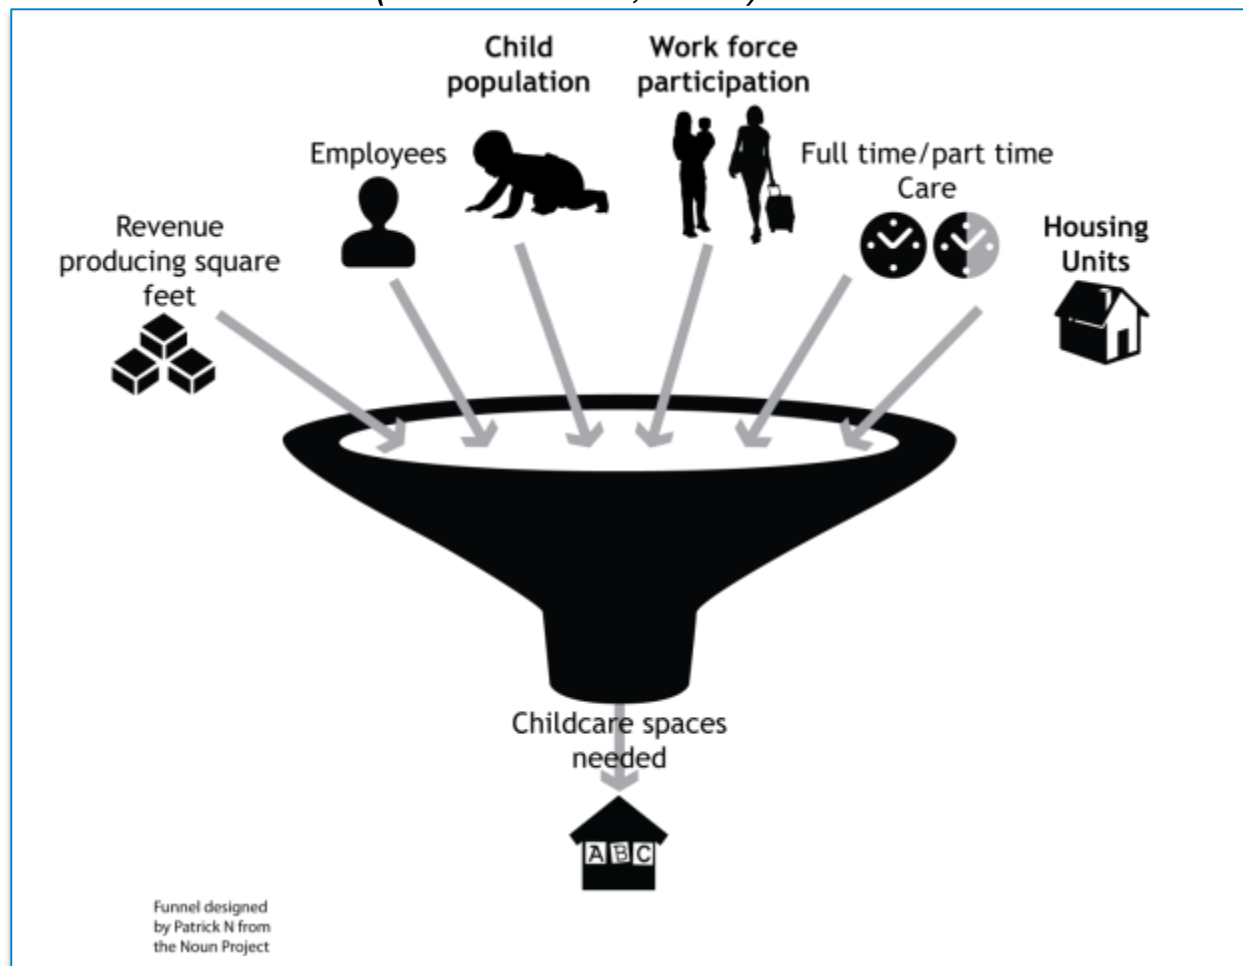 Child
population
Work force
participation
Employees
Full time/part time
Care
Revenue
producing square
feet
Housing
Units
Childcare spaces
needed
A B C
Funnel designed
by Patrick N from
the Noun Project